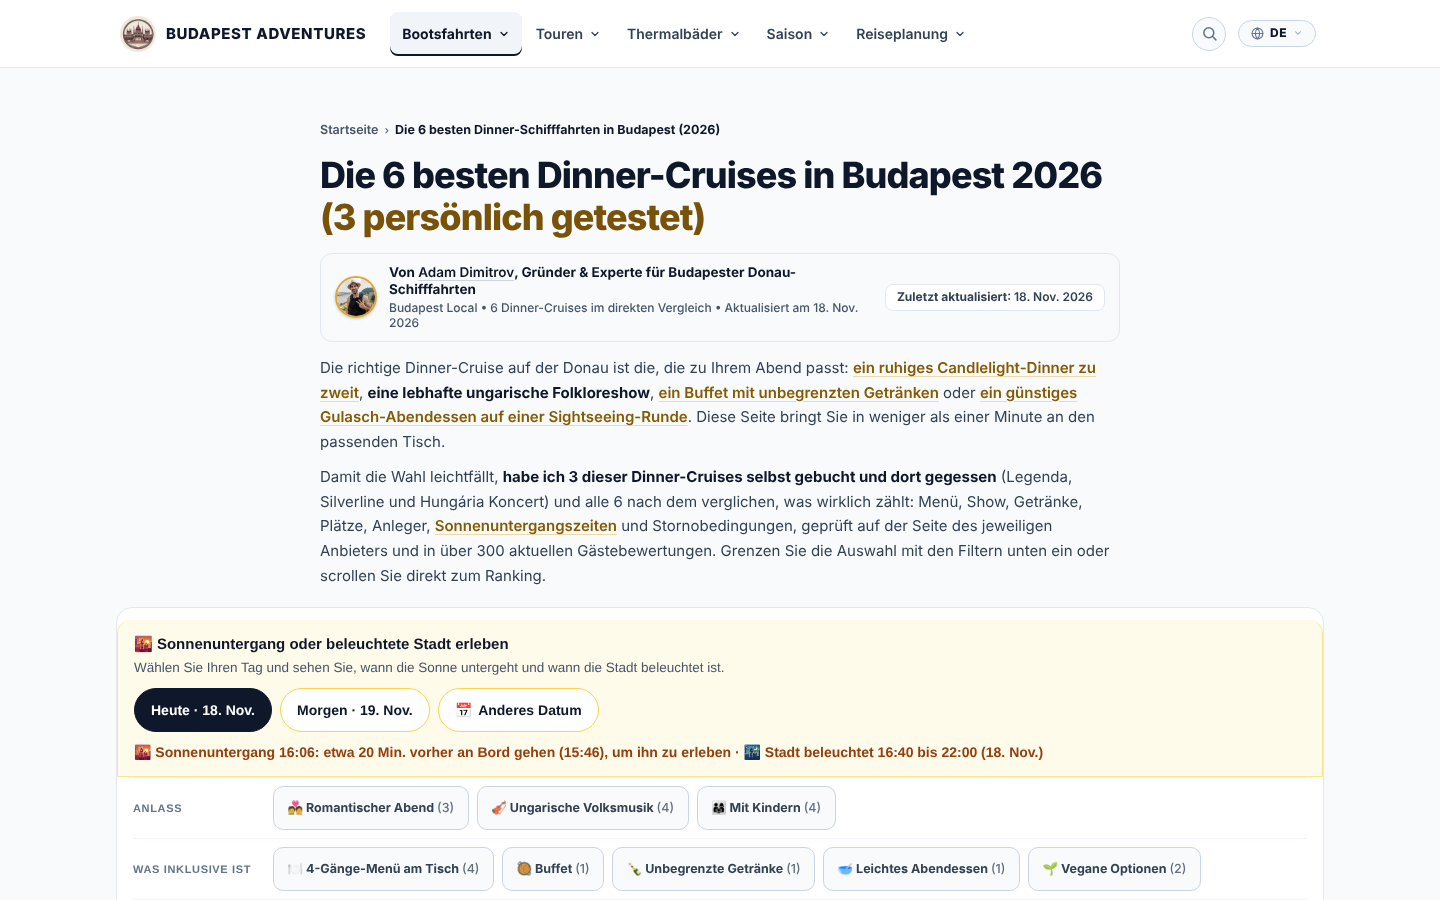 BUDAPEST ADVENTURES
Bootsfahrten
Touren
Thermalbäder
Saison
Reiseplanung
DE
Startseite › Die 6 besten Dinner-Schifffahrten in Budapest (2026)
Die 6 besten Dinner-Cruises in Budapest 2026
(3 persönlich getestet)
Von Adam Dimitrov, Gründer & Experte für Budapester Donau-
Schifffahrten
Budapest Local • 6 Dinner-Cruises im direkten Vergleich • Aktualisiert am 18. Nov.
2026
Zuletzt aktualisiert: 18. Nov. 2026
Die richtige Dinner-Cruise auf der Donau ist die, die zu Ihrem Abend passt: ein ruhiges Candlelight-Dinner zu
zweit, eine lebhafte ungarische Folkloreshow, ein Buffet mit unbegrenzten Getränken oder ein günstiges
Gulasch-Abendessen auf einer Sightseeing-Runde. Diese Seite bringt Sie in weniger als einer Minute an den
passenden Tisch.
Damit die Wahl leichtfällt, habe ich 3 dieser Dinner-Cruises selbst gebucht und dort gegessen (Legenda,
Silverline und Hungária Koncert) und alle 6 nach dem verglichen, was wirklich zählt: Menü, Show, Getränke,
Plätze, Anleger, Sonnenuntergangszeiten und Stornobedingungen, geprüft auf der Seite des jeweiligen
Anbieters und in über 300 aktuellen Gästebewertungen. Grenzen Sie die Auswahl mit den Filtern unten ein oder
scrollen Sie direkt zum Ranking.
Sonnenuntergang oder beleuchtete Stadt erleben
Wählen Sie Ihren Tag und sehen Sie, wann die Sonne untergeht und wann die Stadt beleuchtet ist.
Heute · 18. Nov.
Morgen · 19. Nov.
Anderes Datum
Sonnenuntergang 16:06: etwa 20 Min. vorher an Bord gehen (15:46), um ihn zu erleben · Stadt beleuchtet 16:40 bis 22:00 (18. Nov.)
ANLASS
Romantischer Abend (3)
Ungarische Volksmusik (4)
Mit Kindern (4)
WAS INKLUSIVE IST
4-Gänge-Menü am Tisch (4)
Buffet (1)
Unbegrenzte Getränke (1)
Leichtes Abendessen (1)
Vegane Optionen (2)